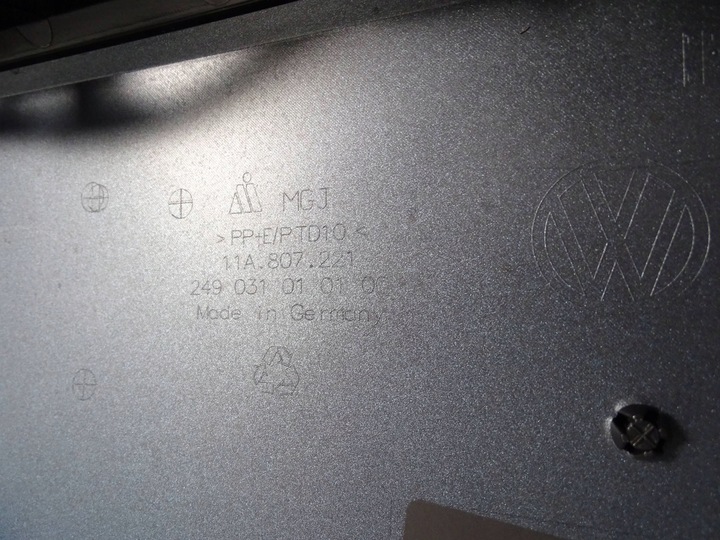 MGJ
>PP+E/P TD10<
11A.807.221
249 031 01 01 00
Made in Germany